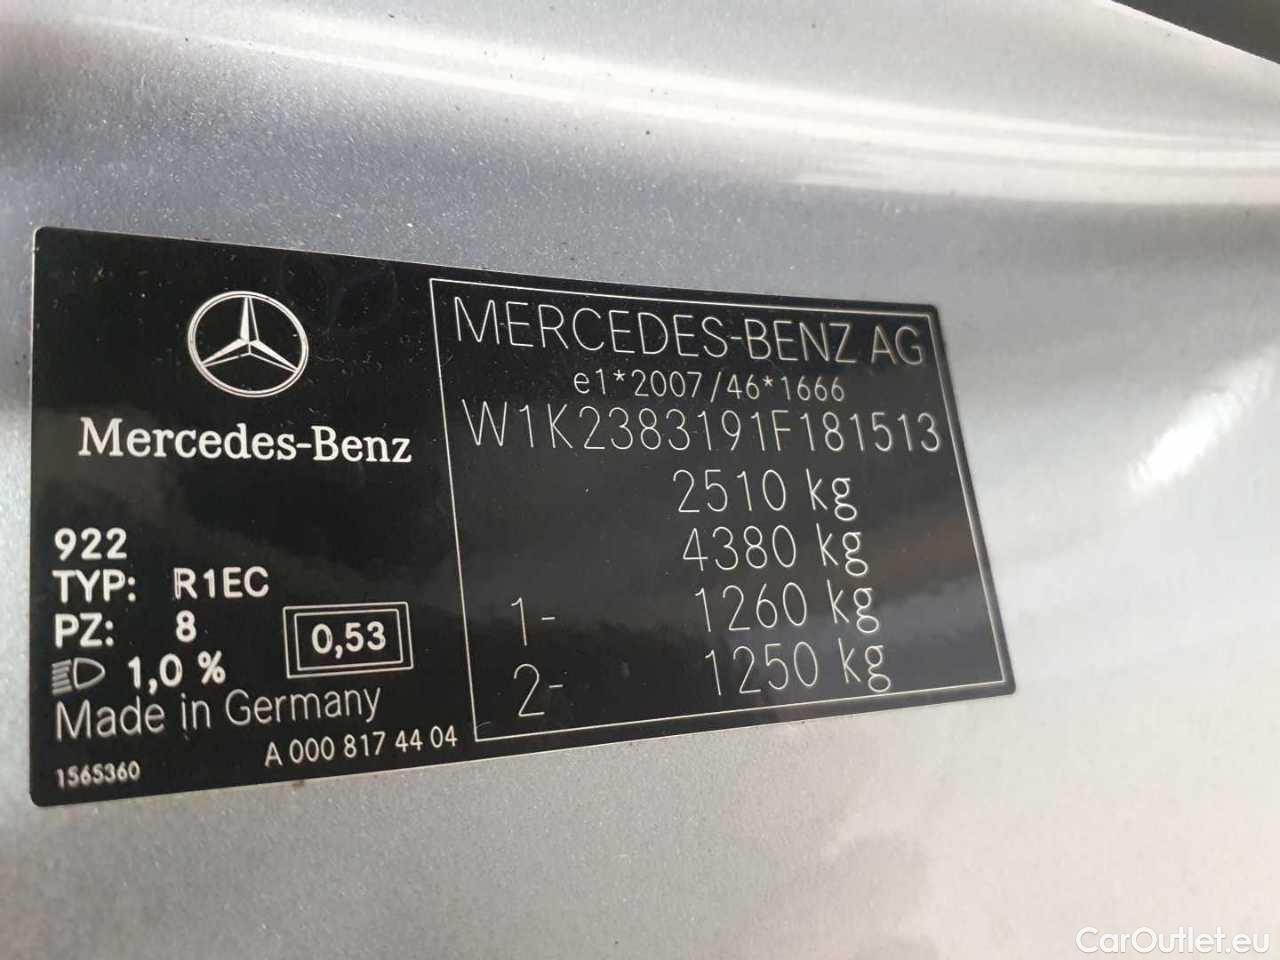 Mercedes-Benz
922
TYP: R1EC
PZ: 8
1,0 %
0,53
Made in Germany
A 000 817 44 04
1565360
MERCEDES-BENZ AG
e1*2007/46*1666
W1K2383191F181513
2510 kg
4380 kg
1- 1260 kg
2- 1250 kg
CarOutlet.eu